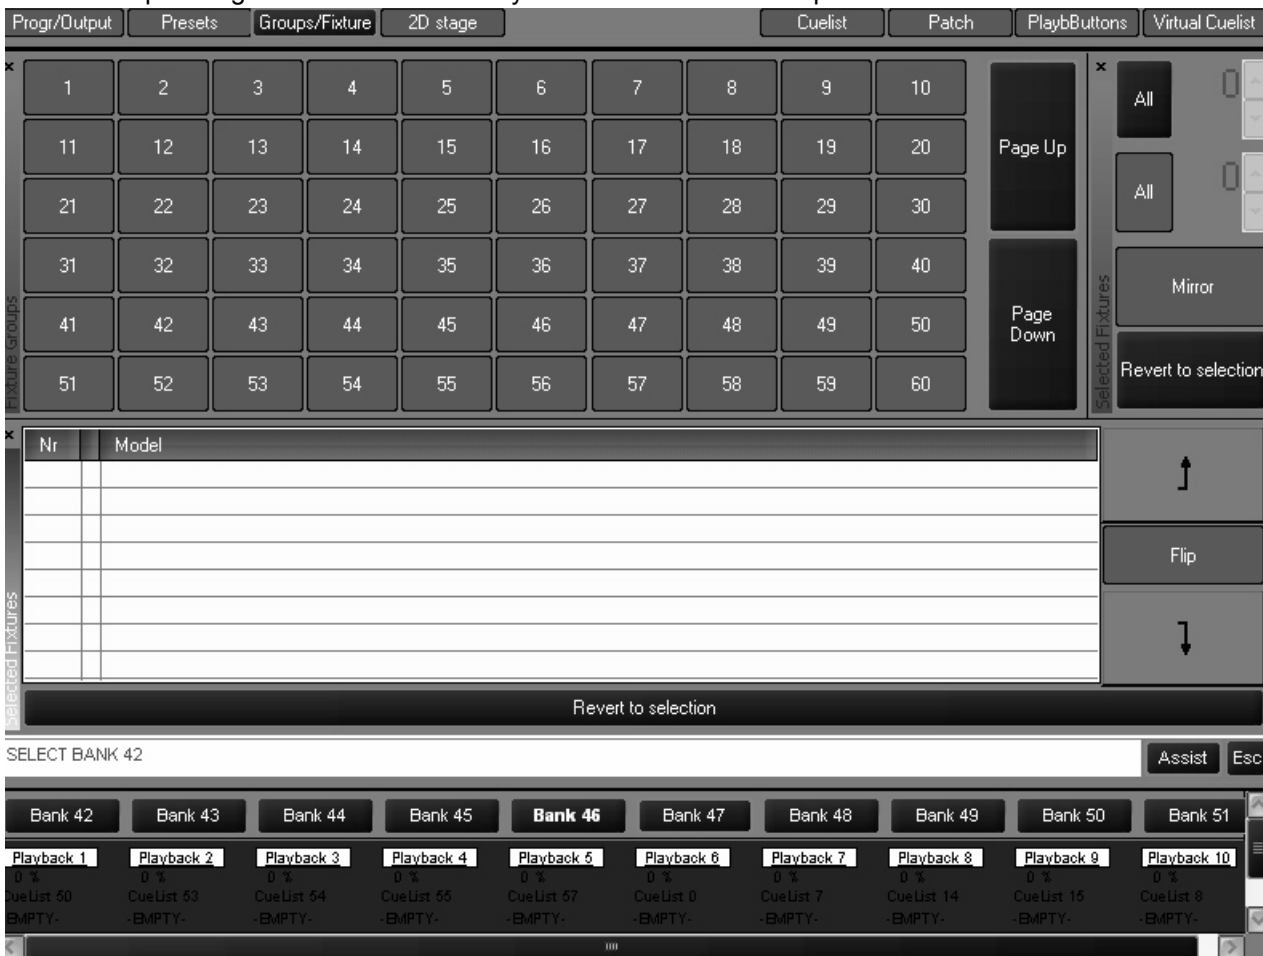 Progr/Output Presets Groups/Fixture 2D stage Cuelist Patch PlaybButtons Virtual Cuelist
1 2 3 4 5 6 7 8 9 10
11 12 13 14 15 16 17 18 19 20
21 22 23 24 25 26 27 28 29 30
31 32 33 34 35 36 37 38 39 40
41 42 43 44 45 46 47 48 49 50
51 52 53 54 55 56 57 58 59 60
Fixture Groups
Page Up
Page
Down
Selected Fixtures
All 0
All 0
Mirror
Revert to selection
Selected Fixtures
Nr Model
Flip
Revert to selection
SELECT BANK 42
Assist Esc
Bank 42 Bank 43 Bank 44 Bank 45 Bank 46 Bank 47 Bank 48 Bank 49 Bank 50 Bank 51
Playback 1 Playback 2 Playback 3 Playback 4 Playback 5 Playback 6 Playback 7 Playback 8 Playback 9 Playback 10
0 % 0 % 0 % 0 % 0 % 0 % 0 % 0 % 0 % 0 %
CueList 50 CueList 53 CueList 54 CueList 55 CueList 57 CueList 0 CueList 7 CueList 14 CueList 15 CueList 8
-EMPTY- -EMPTY- -EMPTY- -EMPTY- -EMPTY- -EMPTY- -EMPTY- -EMPTY- -EMPTY- -EMPTY-